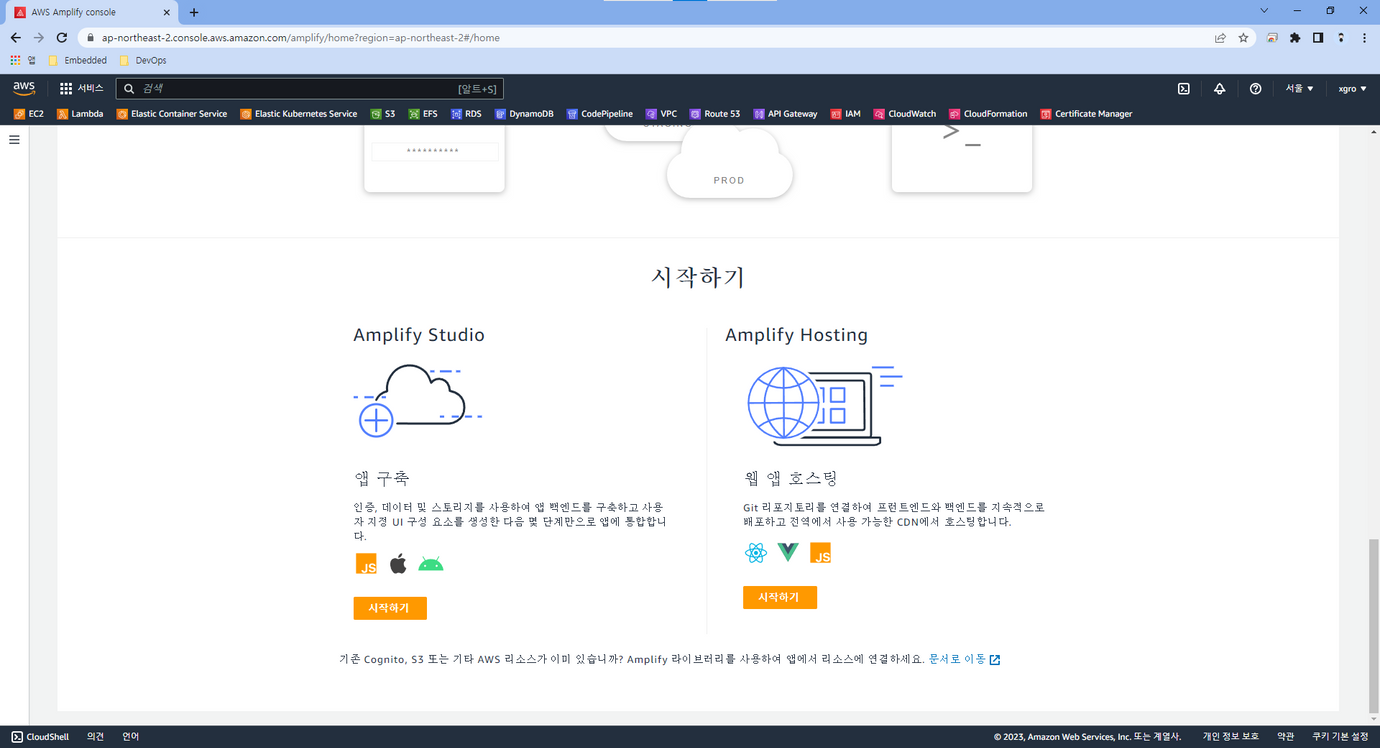 AWS Amplify console
ap-northeast-2.console.aws.amazon.com/amplify/home?region=ap-northeast-2#/home
앱 Embedded DevOps
aws 서비스 검색 [알트+S] 서울 ▼ xgro ▼
EC2 Lambda Elastic Container Service Elastic Kubernetes Service S3 EFS RDS DynamoDB CodePipeline VPC Route 53 API Gateway IAM CloudWatch CloudFormation Certificate Manager
**********
>_
PROD
시작하기
Amplify Studio
Amplify Hosting
앱 구축
인증, 데이터 및 스토리지를 사용하여 앱 백엔드를 구축하고 사용
자 지정 UI 구성 요소를 생성한 다음 몇 단계만으로 앱에 통합합니
다.
JS
시작하기
웹 앱 호스팅
Git 리포지토리를 연결하여 프런트엔드와 백엔드를 지속적으로
배포하고 전역에서 사용 가능한 CDN에서 호스팅합니다.
JS
시작하기
기존 Cognito, S3 또는 기타 AWS 리소스가 이미 있습니까? Amplify 라이브러리를 사용하여 앱에서 리소스에 연결하세요. 문서로 이동
CloudShell 의견 언어 © 2023, Amazon Web Services, Inc. 또는 계열사. 개인 정보 보호 약관 쿠키 기본 설정